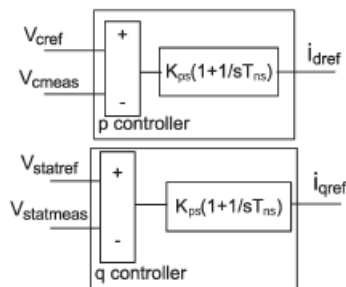 V_cref
+
K_ps(1+1/sT_ns)
i_dref
V_cmeas
-
p controller
V_statref
+
K_ps(1+1/sT_ns)
i_qref
V_statmeas
-
q controller